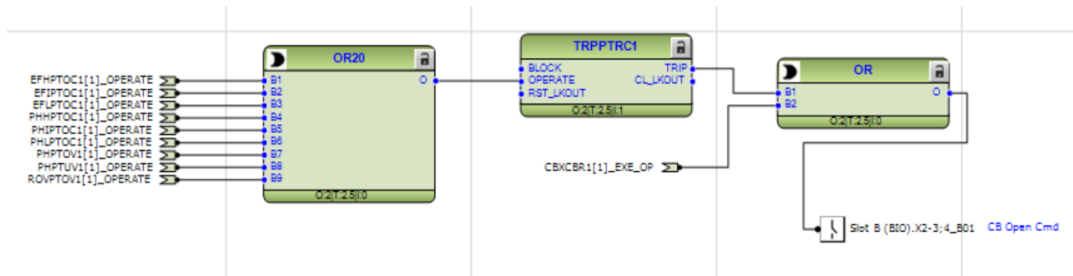 OR20
EFHPTOC1[1]_OPERATE
EFIPTOC1[1]_OPERATE
EFLPTOC1[1]_OPERATE
PHHPTOC1[1]_OPERATE
PHIPTOC1[1]_OPERATE
PHLPTOC1[1]_OPERATE
PHPTOV1[1]_OPERATE
PHPTUV1[1]_OPERATE
ROVPTOV1[1]_OPERATE
B1 O
B2
B3
B4
B5
B6
B7
B8
B9
O:2|T:2.5|I:0
TRPPTRC1
BLOCK TRIP
OPERATE CL_LKOUT
RST_LKOUT
O:2|T:2.5|I:1
OR
B1 O
B2
O:2|T:2.5|I:0
CBXCBR1[1]_EXE_OP
Slot B (BIO).X2-3;4_B01 CB Open Cmd